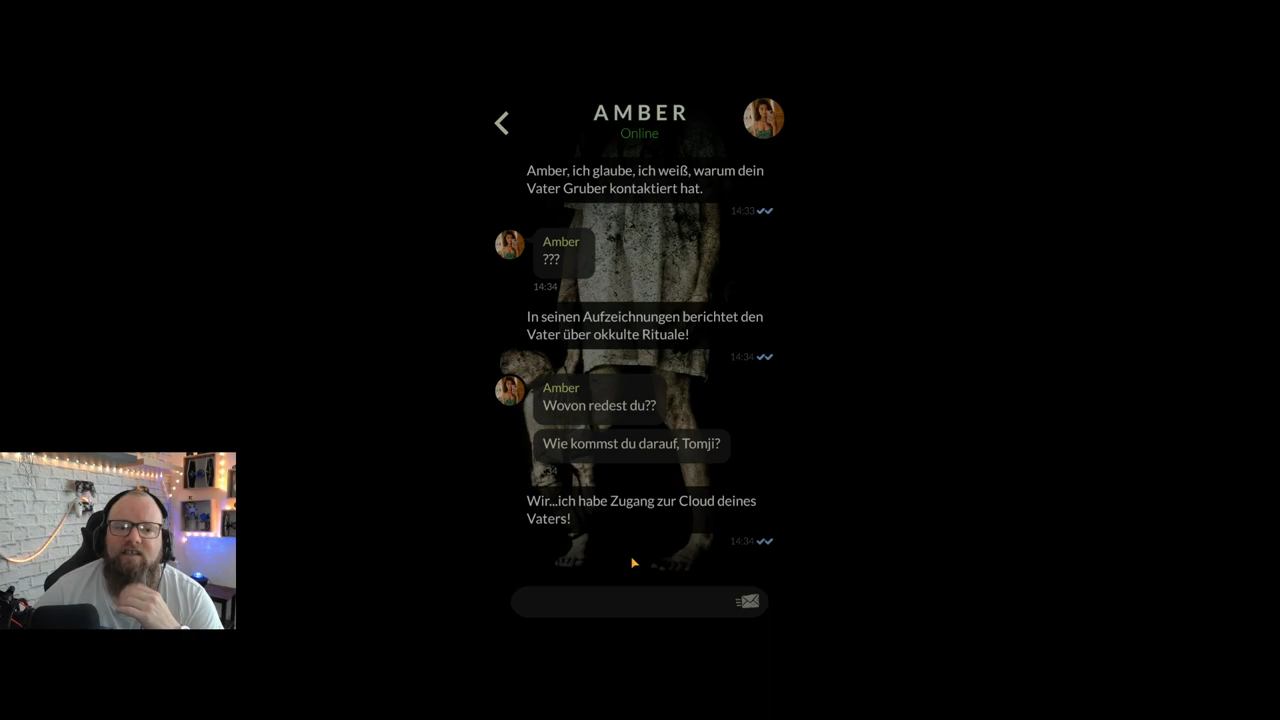 AMBER
Online
Amber, ich glaube, ich weiß, warum dein
Vater Gruber kontaktiert hat.
14:33
Amber
???
14:34
In seinen Aufzeichnungen berichtet den
Vater über okkulte Rituale!
14:34
Amber
Wovon redest du??
Wie kommst du darauf, Tomji?
Wir...ich habe Zugang zur Cloud deines
Vaters!
14:34